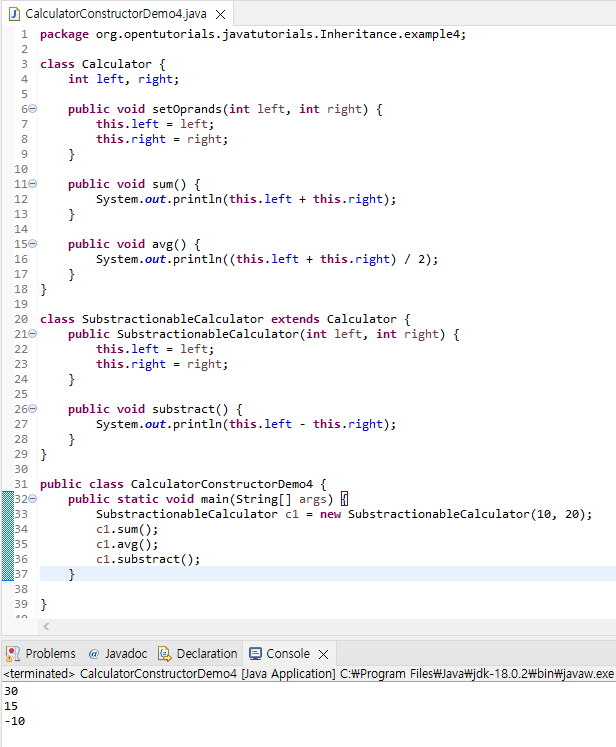 CalculatorConstructorDemo4.java
1 package org.opentutorials.javatutorials.Inheritance.example4;
2
3 class Calculator {
4     int left, right;
5
6     public void setOprands(int left, int right) {
7         this.left = left;
8         this.right = right;
9     }
10
11     public void sum() {
12         System.out.println(this.left + this.right);
13     }
14
15     public void avg() {
16         System.out.println((this.left + this.right) / 2);
17     }
18 }
19
20 class SubstractionableCalculator extends Calculator {
21     public SubstractionableCalculator(int left, int right) {
22         this.left = left;
23         this.right = right;
24     }
25
26     public void substract() {
27         System.out.println(this.left - this.right);
28     }
29 }
30
31 public class CalculatorConstructorDemo4 {
32     public static void main(String[] args) {
33         SubstractionableCalculator c1 = new SubstractionableCalculator(10, 20);
34         c1.sum();
35         c1.avg();
36         c1.substract();
37     }
38
39 }
Problems @ Javadoc Declaration Console
<terminated> CalculatorConstructorDemo4 [Java Application] C:₩Program Files₩Java₩jdk-18.0.2₩bin₩javaw.exe
30
15
-10